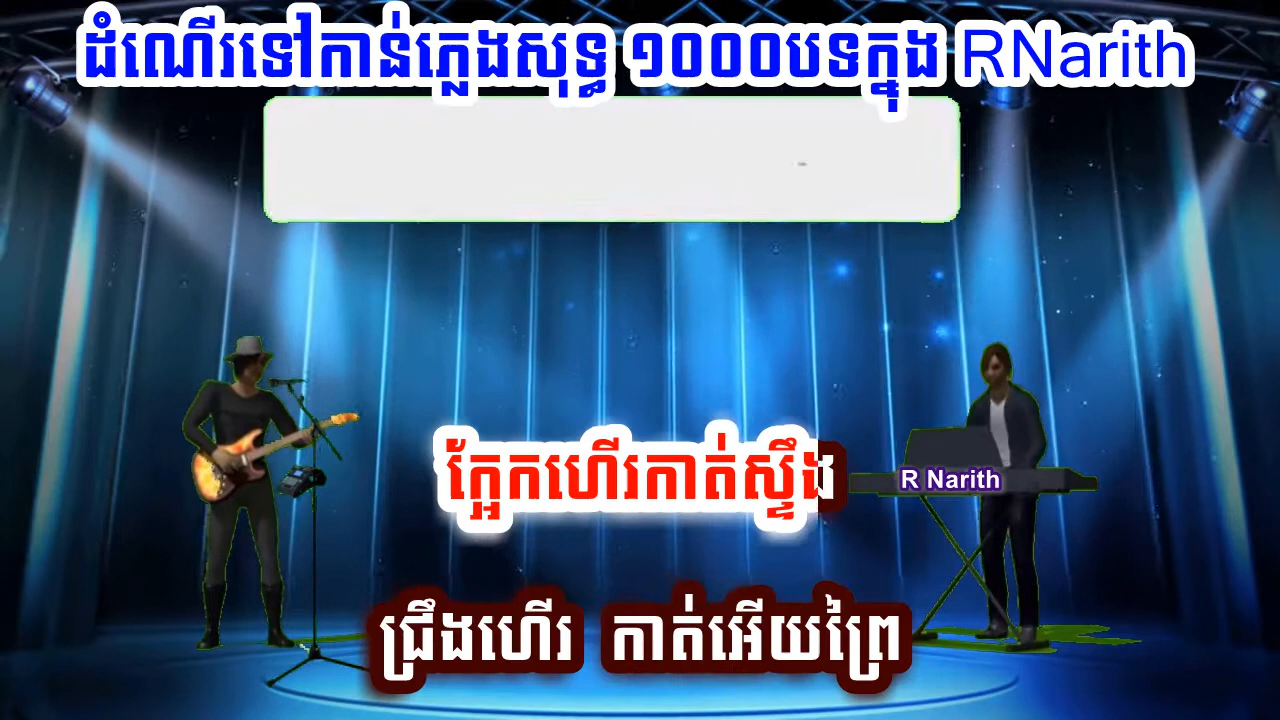 ដំណើរទៅកាន់ភ្លេងសុទ្ធ ១០០០បទក្នុង RNarith
ក្អែកហើរកាត់ស្ទឹង
R Narith
ជ្រឹងហើរ កាត់អើយព្រៃ